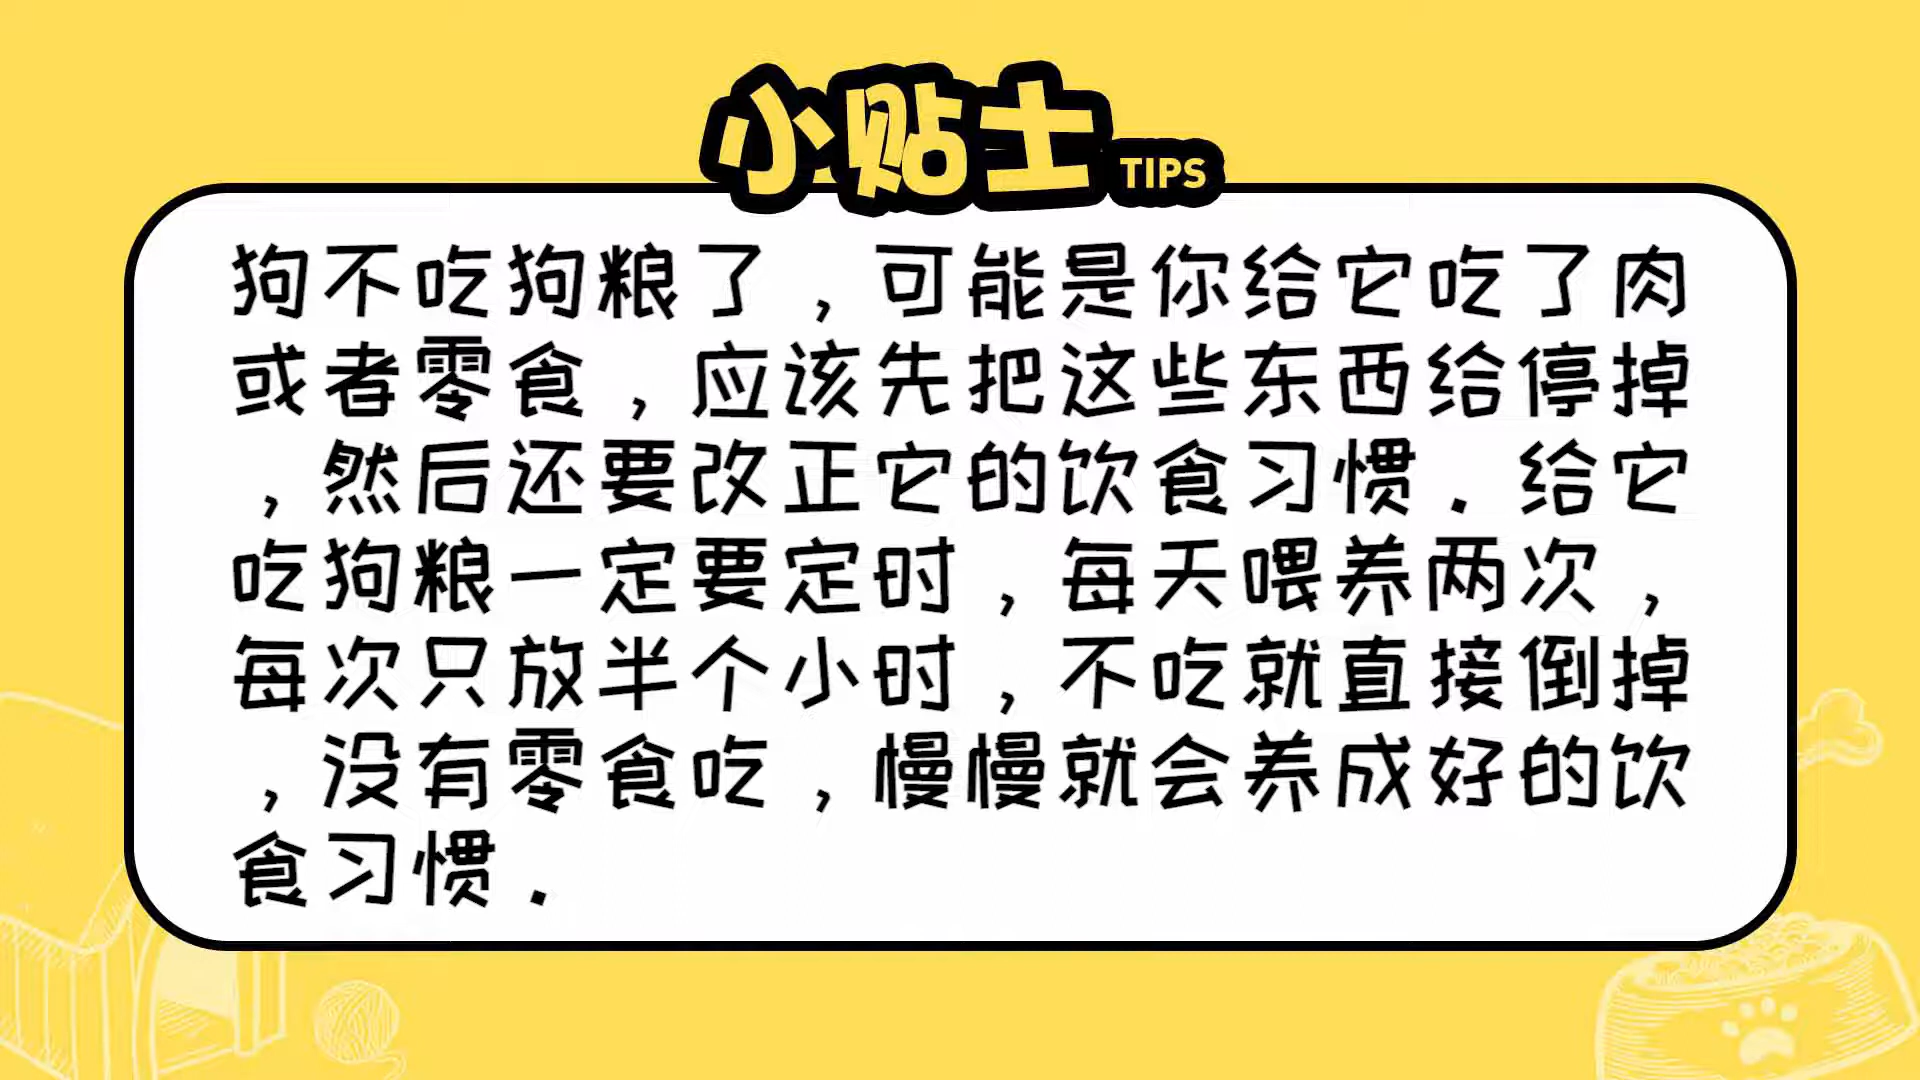 小贴士 TIPS
狗不吃狗粮了，可能是你给它吃了肉
或者零食，应该先把这些东西给停掉
，然后还要改正它的饮食习惯．给它
吃狗粮一定要定时，每天喂养两次，
每次只放半个小时，不吃就直接倒掉
，没有零食吃，慢慢就会养成好的饮
食习惯．